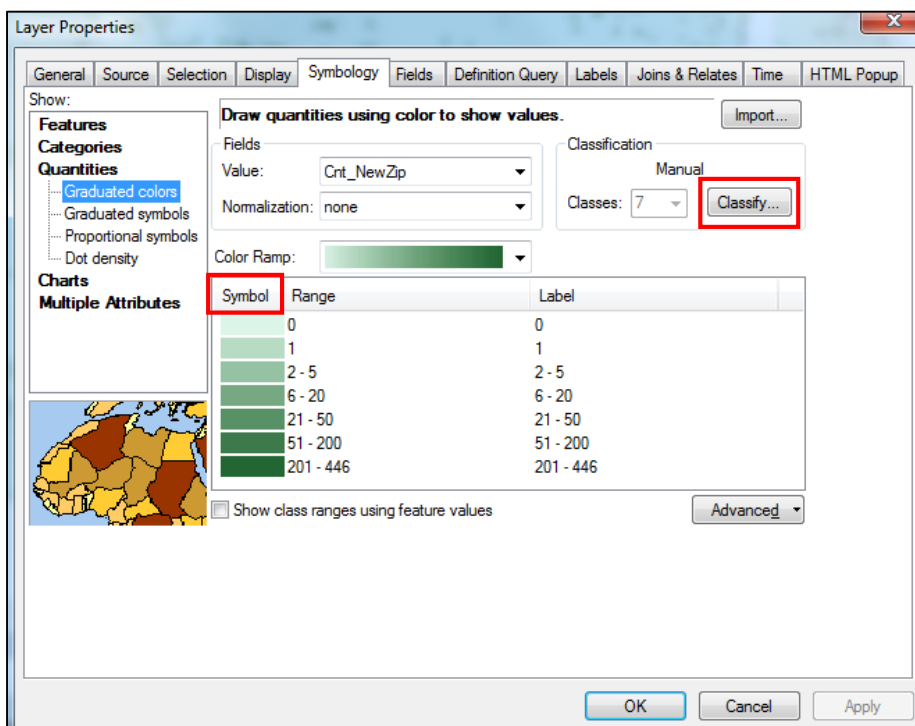 Layer Properties
X
General Source Selection Display Symbology Fields Definition Query Labels Joins & Relates Time HTML Popup
Show:
Features
Categories
Quantities
Graduated colors
Graduated symbols
Proportional symbols
Dot density
Charts
Multiple Attributes
Draw quantities using color to show values.
Import...
Fields
Value: Cnt_NewZip
Normalization: none
Classification
Manual
Classes: 7 Classify...
Color Ramp:
Symbol Range Label
0 0
1 1
2 - 5 2 - 5
6 - 20 6 - 20
21 - 50 21 - 50
51 - 200 51 - 200
201 - 446 201 - 446
Show class ranges using feature values
Advanced
OK Cancel Apply